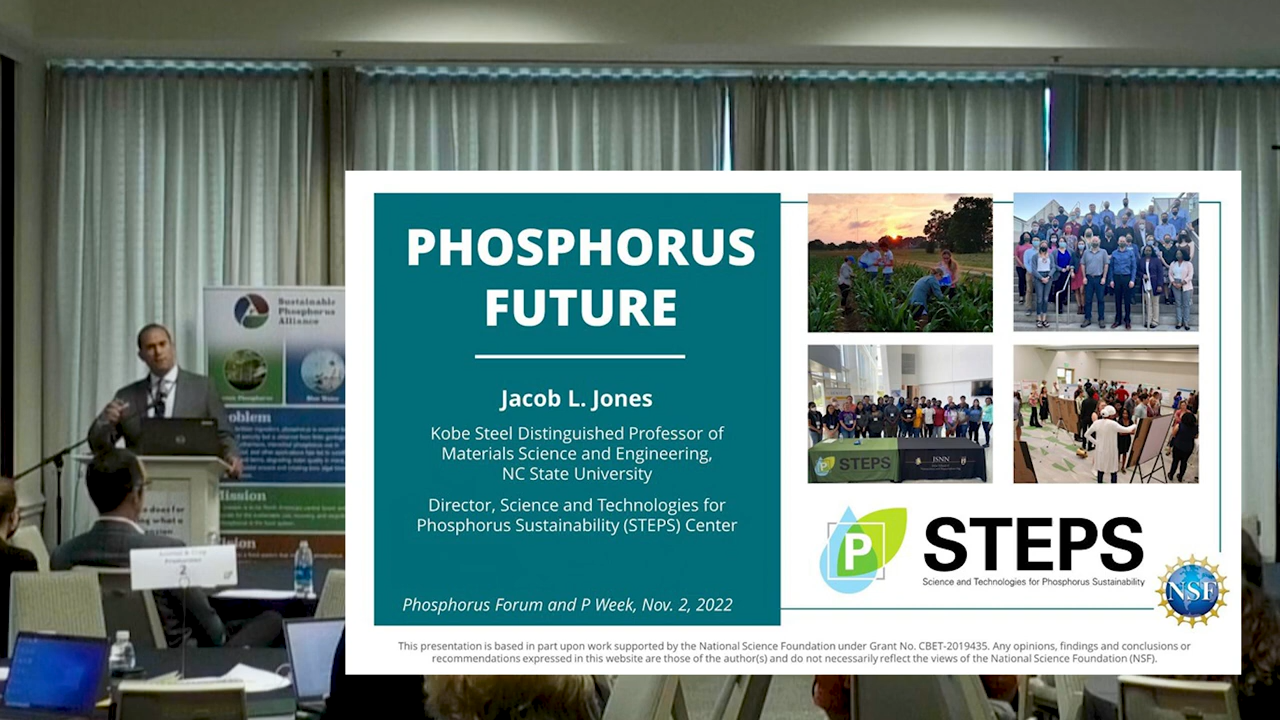 Sustainable
Phosphorus
Alliance
oblem
ission
ision
2
PHOSPHORUS
FUTURE
Jacob L. Jones
Kobe Steel Distinguished Professor of
Materials Science and Engineering,
NC State University
Director, Science and Technologies for
Phosphorus Sustainability (STEPS) Center
Phosphorus Forum and P Week, Nov. 2, 2022
STEPS
JSNN
P
STEPS
Science and Technologies for Phosphorus Sustainability
NSF
This presentation is based in part upon work supported by the National Science Foundation under Grant No. CBET-2019435. Any opinions, findings and conclusions or
recommendations expressed in this website are those of the author(s) and do not necessarily reflect the views of the National Science Foundation (NSF).